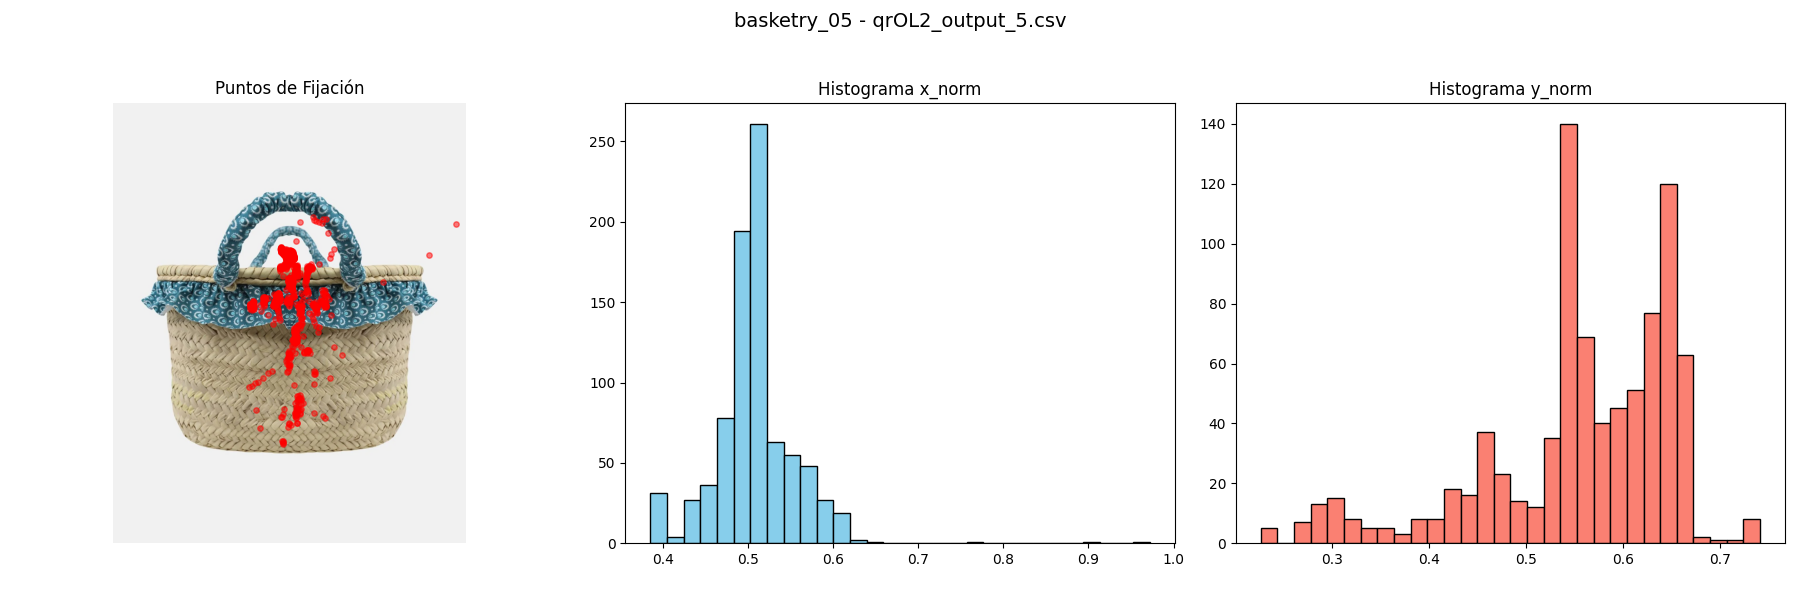 basketry_05 - qrOL2_output_5.csv
Puntos de Fijación
Histograma x_norm
Histograma y_norm
250
200
150
100
50
0
0.4 0.5 0.6 0.7 0.8 0.9 1.0
140
120
100
80
60
40
20
0
0.3 0.4 0.5 0.6 0.7